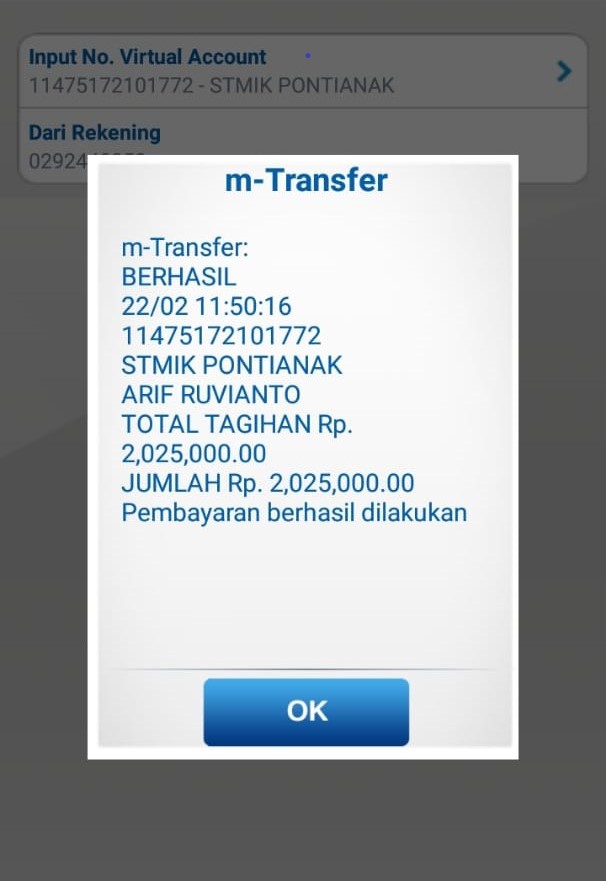 Input No. Virtual Account
11475172101772 - STMIK PONTIANAK
Dari Rekening
m-Transfer
m-Transfer:
BERHASIL
22/02 11:50:16
11475172101772
STMIK PONTIANAK
ARIF RUVIANTO
TOTAL TAGIHAN Rp.
2,025,000.00
JUMLAH Rp. 2,025,000.00
Pembayaran berhasil dilakukan
OK